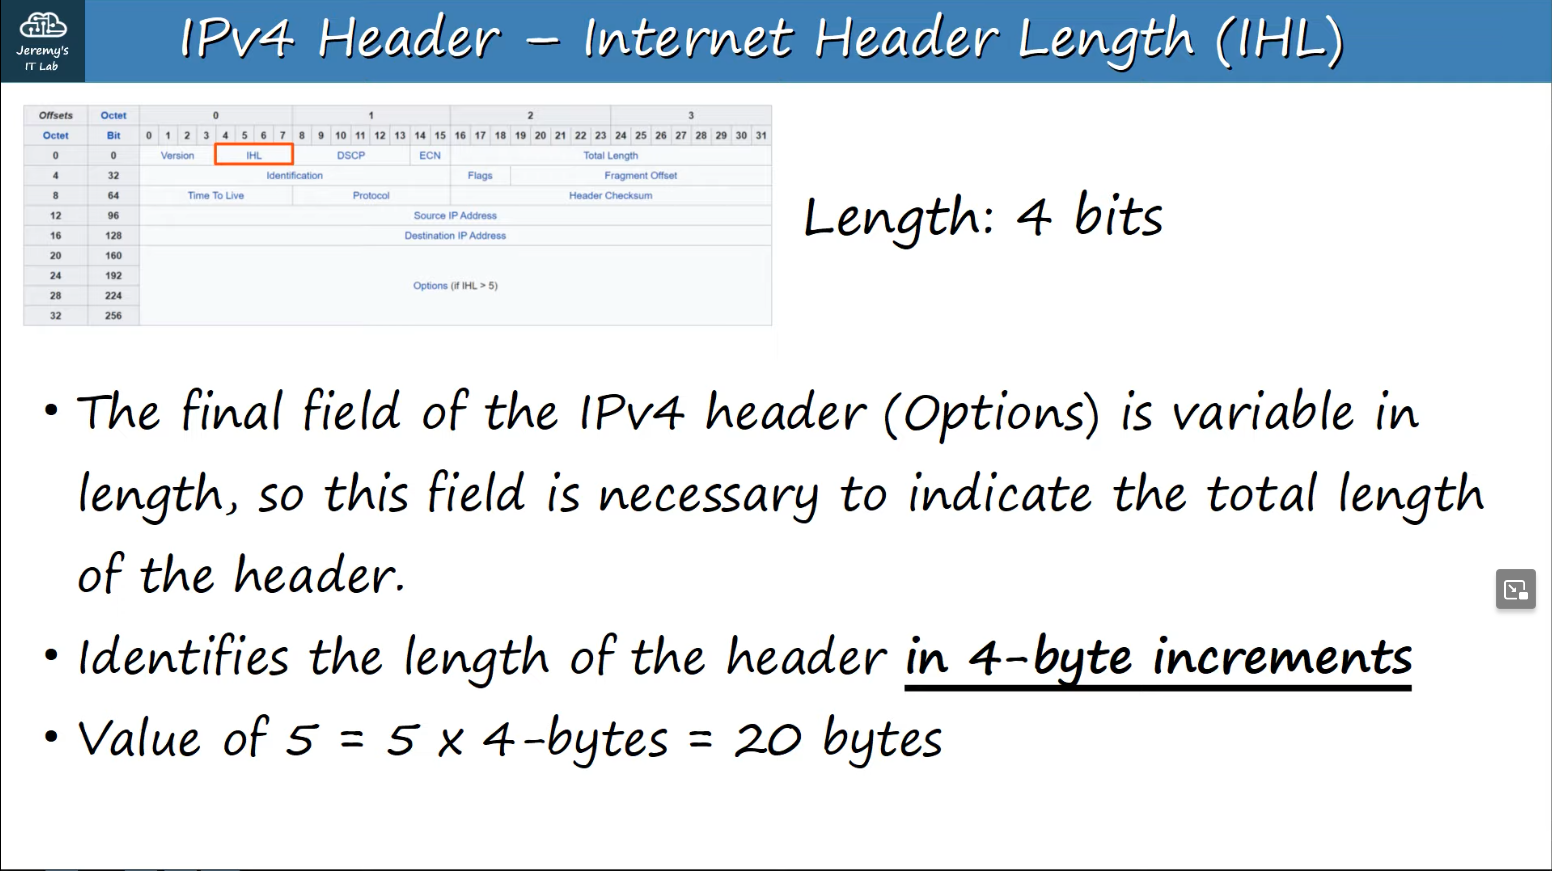 Jeremy's
IT Lab
IPv4 Header – Internet Header Length (IHL)
Offsets Octet 0 1 2 3
Octet Bit 0 1 2 3 4 5 6 7 8 9 10 11 12 13 14 15 16 17 18 19 20 21 22 23 24 25 26 27 28 29 30 31
0 0 Version IHL DSCP ECN Total Length
4 32 Identification Flags Fragment Offset
8 64 Time To Live Protocol Header Checksum
12 96 Source IP Address
16 128 Destination IP Address
20 160
24 192
Options (if IHL > 5)
28 224
32 256
Length: 4 bits
• The final field of the IPv4 header (Options) is variable in
length, so this field is necessary to indicate the total length
of the header.
• Identifies the length of the header in 4-byte increments
• Value of 5 = 5 x 4-bytes = 20 bytes